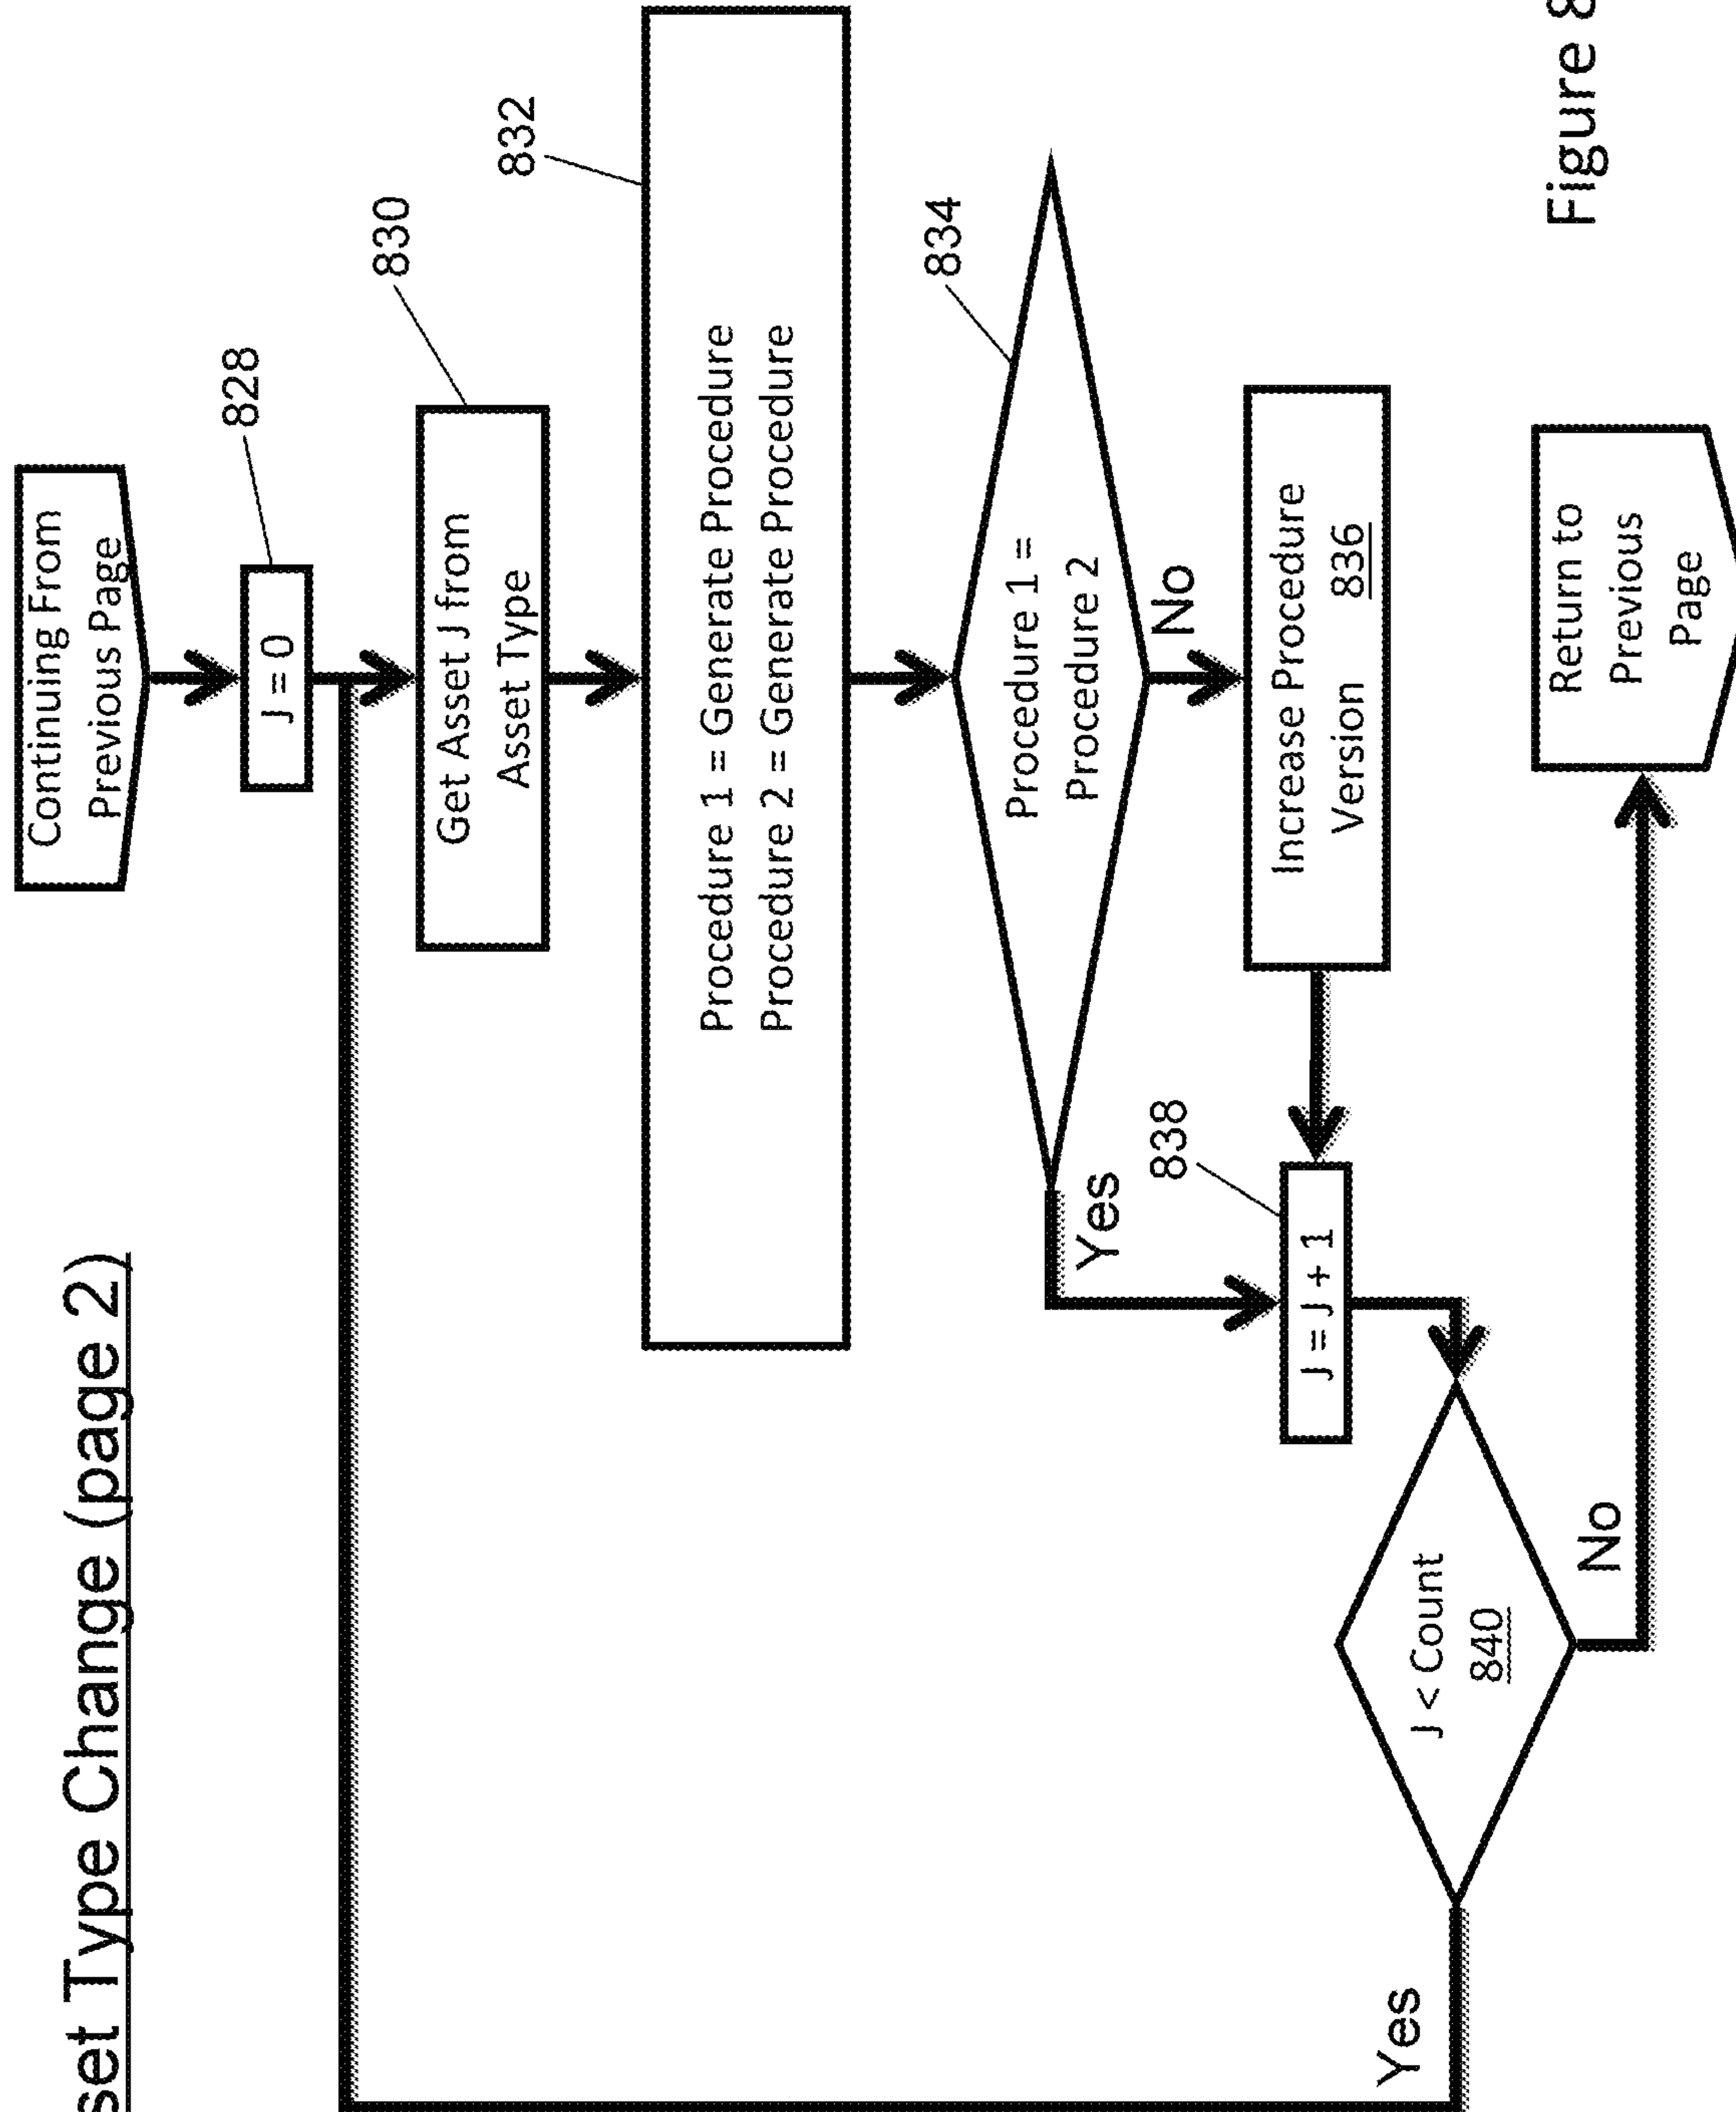 set Type Change (page 2)
Continuing From
Previous Page
828
J = 0
830
Get Asset J from
Asset Type
832
Procedure 1 = Generate Procedure
Procedure 2 = Generate Procedure
834
Procedure 1 =
Procedure 2
No
Increase Procedure
Version 836
Yes
838
J = J + 1
J < Count
840
Yes
No
Return to
Previous
Page
Figure 8